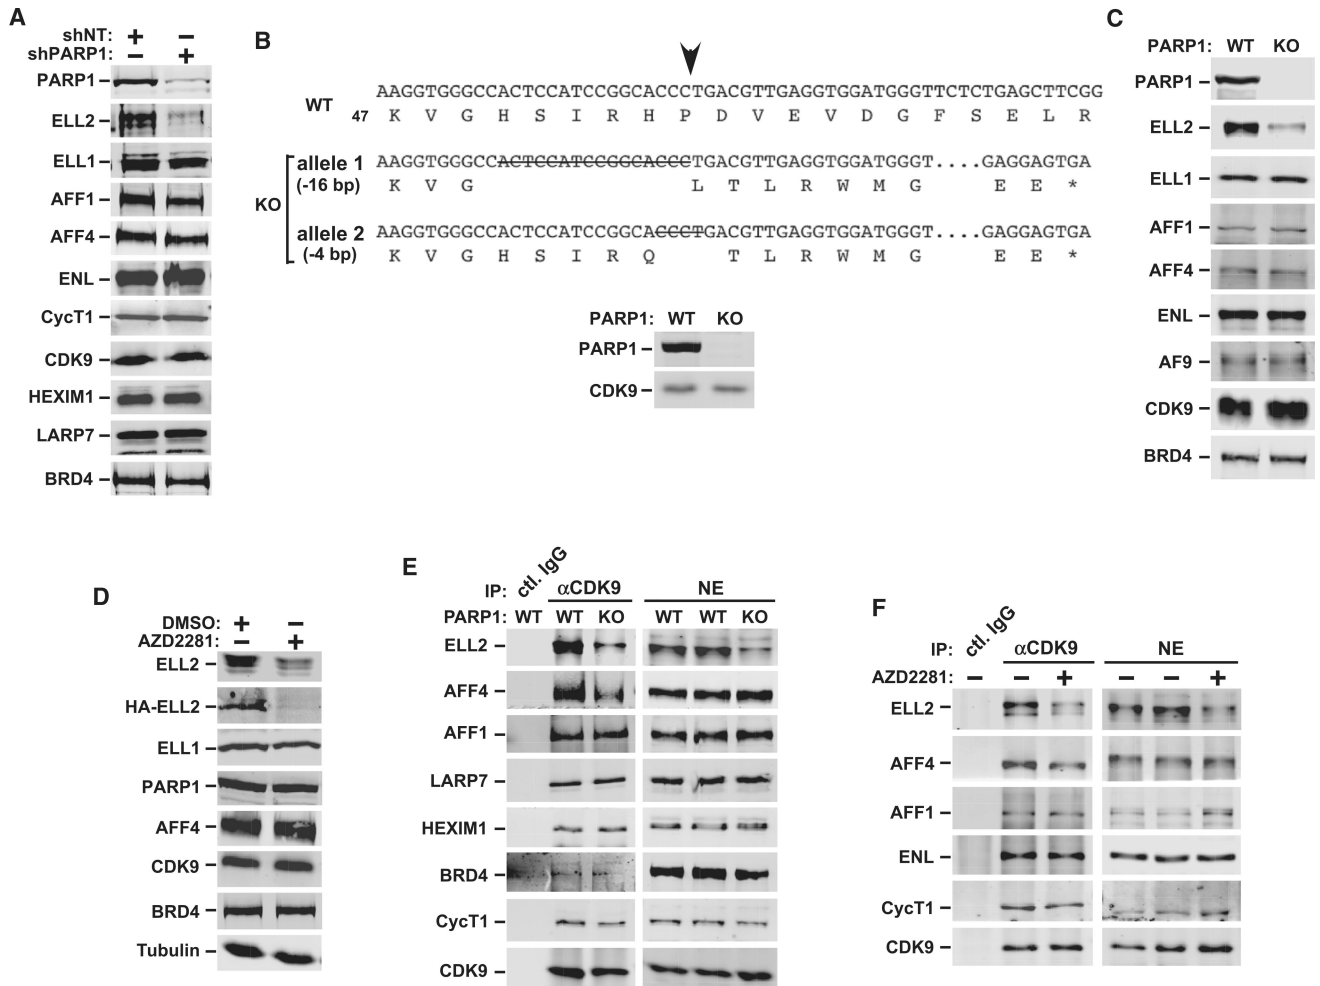 A
shNT: + –
shPARP1: – +
PARP1
ELL2
ELL1
AFF1
AFF4
ENL
CycT1
CDK9
HEXIM1
LARP7
BRD4
B
WT
AAGGTGGGCCACTCCATCCGGCACCCTGACGTTGAGGTGGATGGGTTCTCTGAGCTTCGG
47 K V G H S I R H P D V E V D G F S E L R
KO
allele 1
(-16 bp)
AAGGTGGGCCACTCCATCCGGCACCCTGACGTTGAGGTGGATGGGT....GAGGAGTGA
K V G L T L R W M G E E *
allele 2
(-4 bp)
AAGGTGGGCCACTCCATCCGGCACCCTGACGTTGAGGTGGATGGGT....GAGGAGTGA
K V G H S I R Q T L R W M G E E *
PARP1: WT KO
PARP1
CDK9
C
PARP1: WT KO
PARP1
ELL2
ELL1
AFF1
AFF4
ENL
AF9
CDK9
BRD4
D
DMSO: + –
AZD2281: – +
ELL2
HA-ELL2
ELL1
PARP1
AFF4
CDK9
BRD4
Tubulin
E
IP: ctl. IgG αCDK9 NE
PARP1: WT WT KO WT WT KO
ELL2
AFF4
AFF1
LARP7
HEXIM1
BRD4
CycT1
CDK9
F
IP: ctl. IgG αCDK9 NE
AZD2281: – – + – – +
ELL2
AFF4
AFF1
ENL
CycT1
CDK9